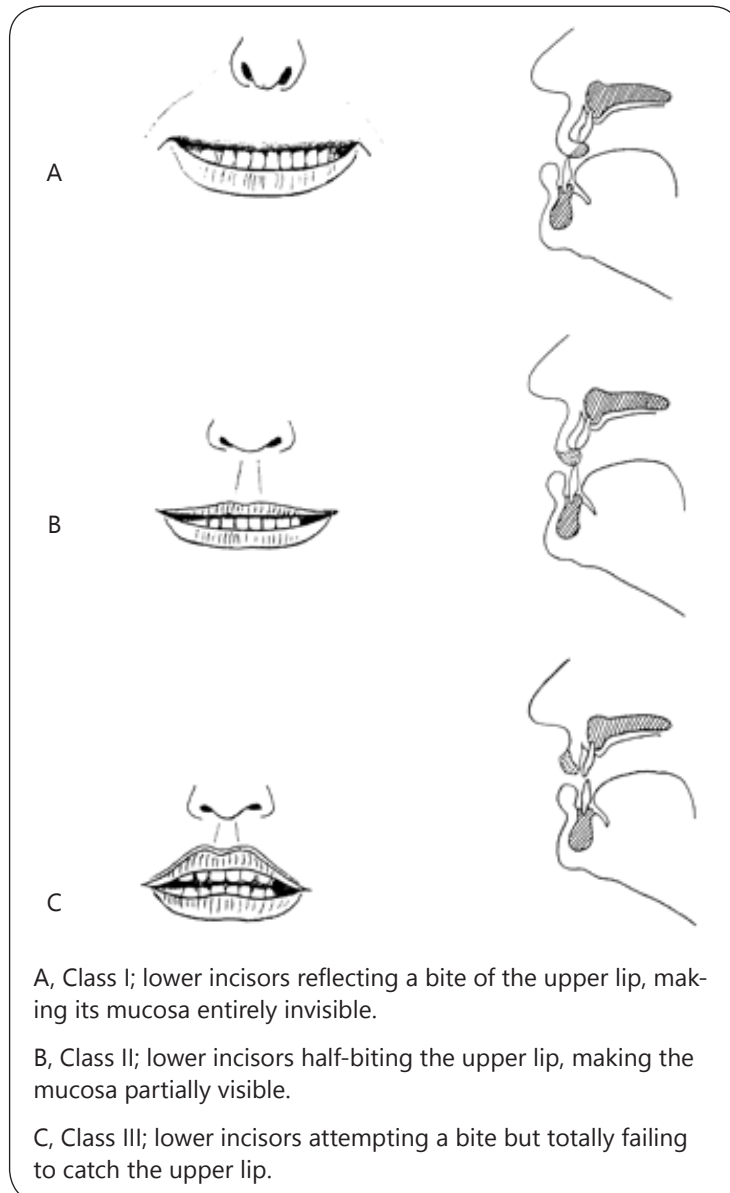 A
B
C
A, Class I; lower incisors reflecting a bite of the upper lip, mak-
ing its mucosa entirely invisible.
B, Class II; lower incisors half-biting the upper lip, making the
mucosa partially visible.
C, Class III; lower incisors attempting a bite but totally failing
to catch the upper lip.